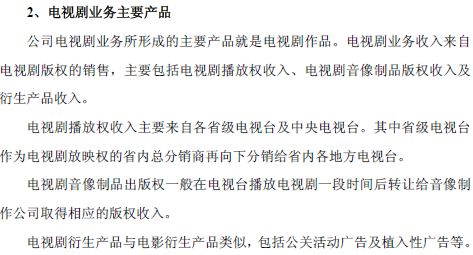 2、电视剧业务主要产品
公司电视剧业务所形成的主要产品就是电视剧作品。电视剧业务收入来自
电视剧版权的销售，主要包括电视剧播放权收入、电视剧音像制品版权收入及
衍生产品收入。
电视剧播放权收入主要来自各省级电视台及中央电视台。其中省级电视台
作为电视剧放映权的省内总分销商再向下分销给省内各地方电视台。
电视剧音像制品出版权一般在电视台播放电视剧一段时间后转让给音像制
作公司取得相应的版权收入。
电视剧衍生产品与电影衍生产品类似，包括公关活动广告及植入性广告等。